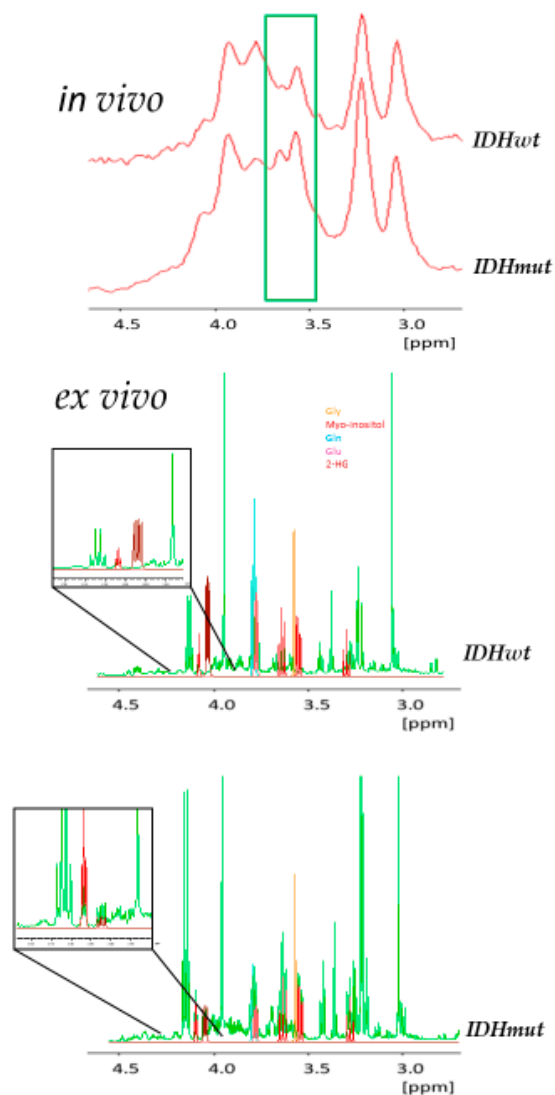 in vivo
IDHwt
IDHmut
4.5 4.0 3.5 3.0
[ppm]
ex vivo
Gly
Myo-inositol
Gln
Glu
2-HG
IDHwt
4.5 4.0 3.5 3.0
[ppm]
IDHmut
4.5 4.0 3.5 3.0
[ppm]